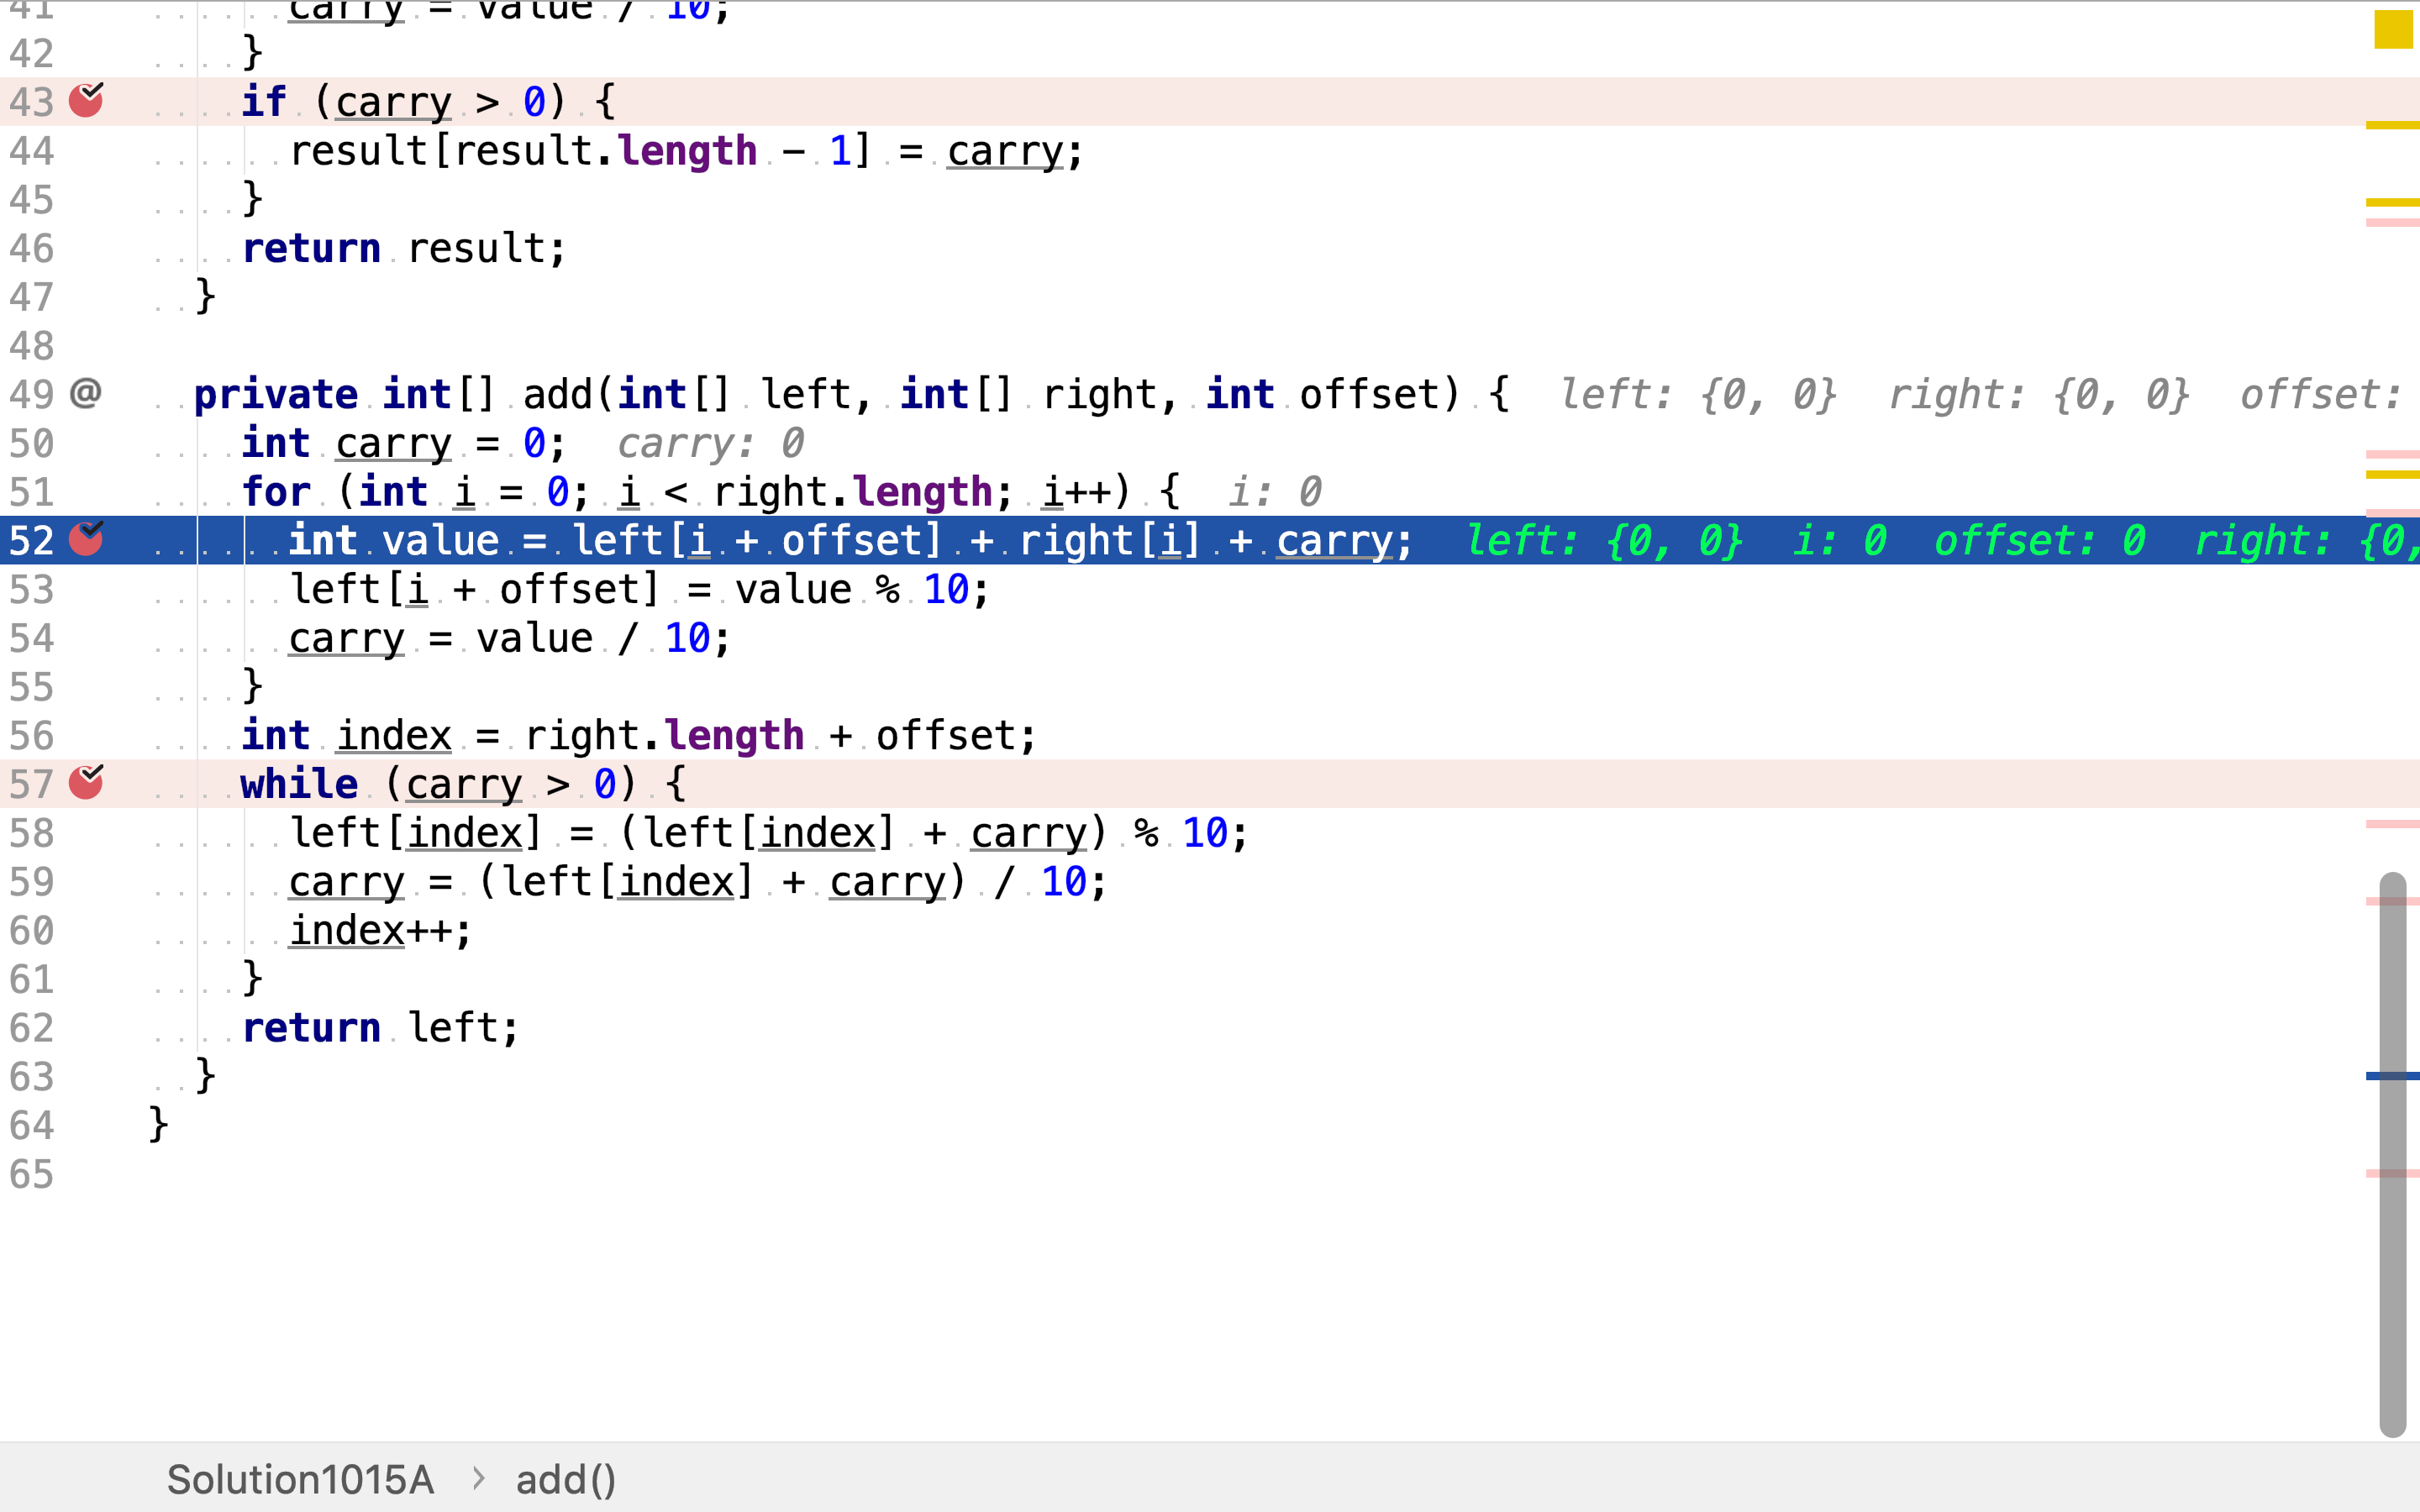 41 carry = value / 10;
42 }
43 if (carry > 0) {
44 result[result.length - 1] = carry;
45 }
46 return result;
47 }
48
49 @ private int[] add(int[] left, int[] right, int offset) { left: {0, 0} right: {0, 0} offset:
50 int carry = 0; carry: 0
51 for (int i = 0; i < right.length; i++) { i: 0
52 int value = left[i + offset] + right[i] + carry; left: {0, 0} i: 0 offset: 0 right: {0,
53 left[i + offset] = value % 10;
54 carry = value / 10;
55 }
56 int index = right.length + offset;
57 while (carry > 0) {
58 left[index] = (left[index] + carry) % 10;
59 carry = (left[index] + carry) / 10;
60 index++;
61 }
62 return left;
63 }
64 }
65
Solution1015A > add()